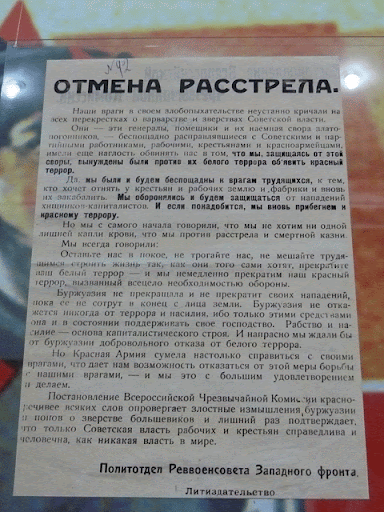 № 2
ОТМЕНА РАССТРЕЛА.
Наши враги в своем злобопыхательстве неустанно кричали на
всех перекрестках о варварстве и зверствах Советской власти.
Они — эти генералы, помещики и их наемная свора злато-
погонников, — беспощадно расправлявшиеся с Советскими и пар-
тийными работниками, рабочими, крестьянами и красноармейцами,
имели еще наглость обвинять нас в том, что мы, защищаясь от этой
своры, вынуждены были против их белого террора об'явить красный
террор.
Да, мы были и будем беспощадны к врагам трудящихся, к тем,
кто хочет отнять у крестьян и рабочих землю и фабрики и вновь
их закабалить. Мы оборонялись и будем защищаться от нападений
хищников-капиталистов. И если понадобится, мы вновь прибегнем к
красному террору.
Но мы с самого начала говорили, что мы не хотим ни одной
лишней капли крови, что мы против расстрела и смертной казни.
Мы всегда говорили:
Оставьте нас в покое, не трогайте нас, не мешайте трудя-
щимся строить жизнь так, как они того сами хотят, прекратите
ваш белый террор — и мы немедленно прекратим наш красный
террор, вызванный всецело необходимостью обороны.
Буржуазия не прекращала и не прекратит своих нападений,
пока ее не сотрут в конец с лица земли. Буржуазия не отка-
жется никогда от террора и насилия, ибо только этими средствами
она и в состоянии поддерживать свое господство. Рабство и на-
силие — основа капиталистического строя. И напрасно мы ждали бы
от буржуазии добровольного отказа от белого террора.
Но Красная Армия сумела настолько справиться с своими
врагами, что дает нам возможность отказаться от этой меры борьбы
с нашими врагами, — и мы это с большим удовлетворением
и делаем.
Постановление Всероссийской Чрезвычайной Комиссии красно-
речивее всяких слов опровергает злостные измышления буржуазии
и попов о зверстве большевиков и лишний раз подтверждает,
что только Советская власть рабочих и крестьян справедлива и
человечна, как никакая власть в мире.
Политотдел Реввоенсовета Западного фронта.
Литиздательство